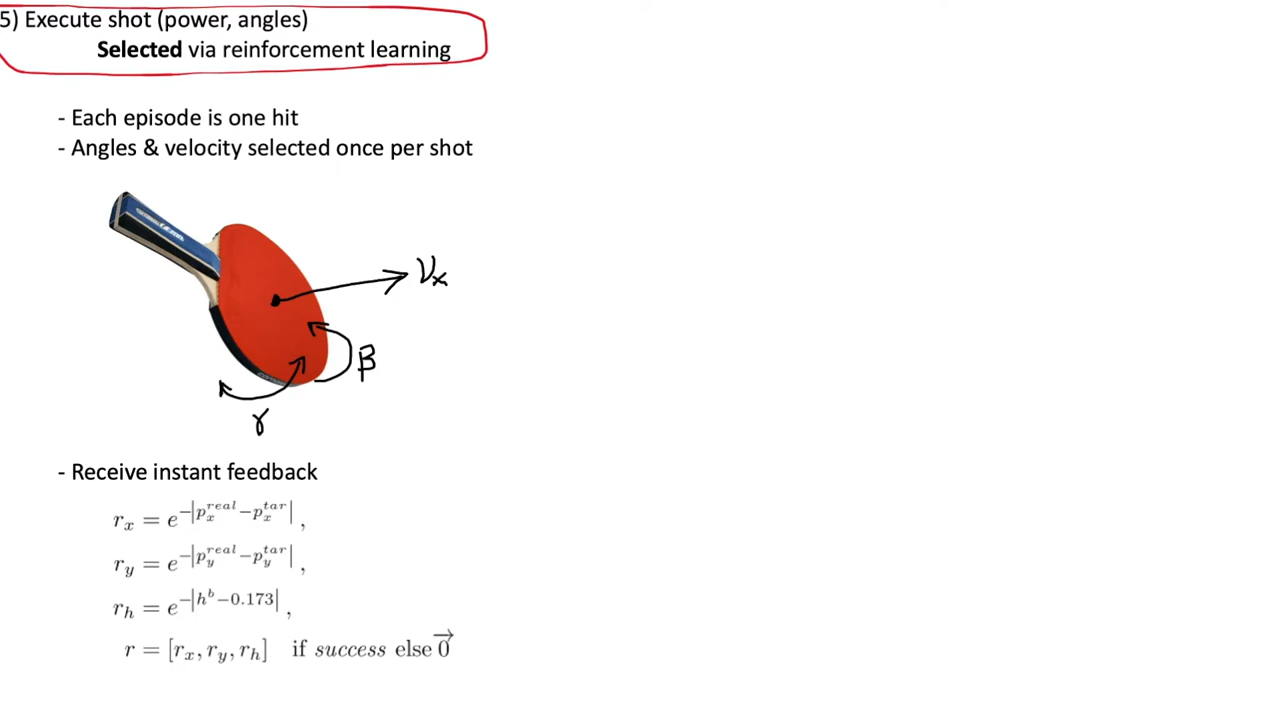 5) Execute shot (power, angles)
Selected via reinforcement learning
- Each episode is one hit
- Angles & velocity selected once per shot
Vx
β
γ
- Receive instant feedback
r_x = e^{-|p_x^{real} - p_x^{tar}|} ,
r_y = e^{-|p_y^{real} - p_y^{tar}|} ,
r_h = e^{-|h^b - 0.173|} ,
r = [r_x, r_y, r_h] if success else \vec{0}